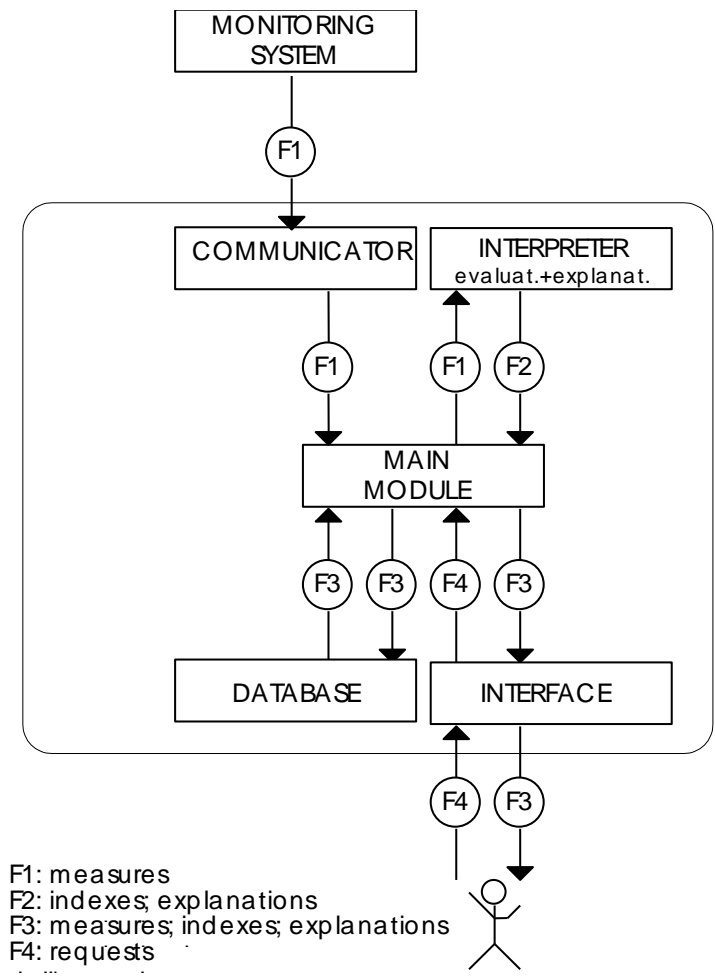 MONITORING
SYSTEM
F1
COMMUNICATOR
INTERPRETER
evaluat.+explanat.
F1
F1
F2
MAIN
MODULE
F3
F3
F4
F3
DATABASE
INTERFACE
F4
F3
F1: measures
F2: indexes; explanations
F3: measures; indexes; explanations
F4: requests